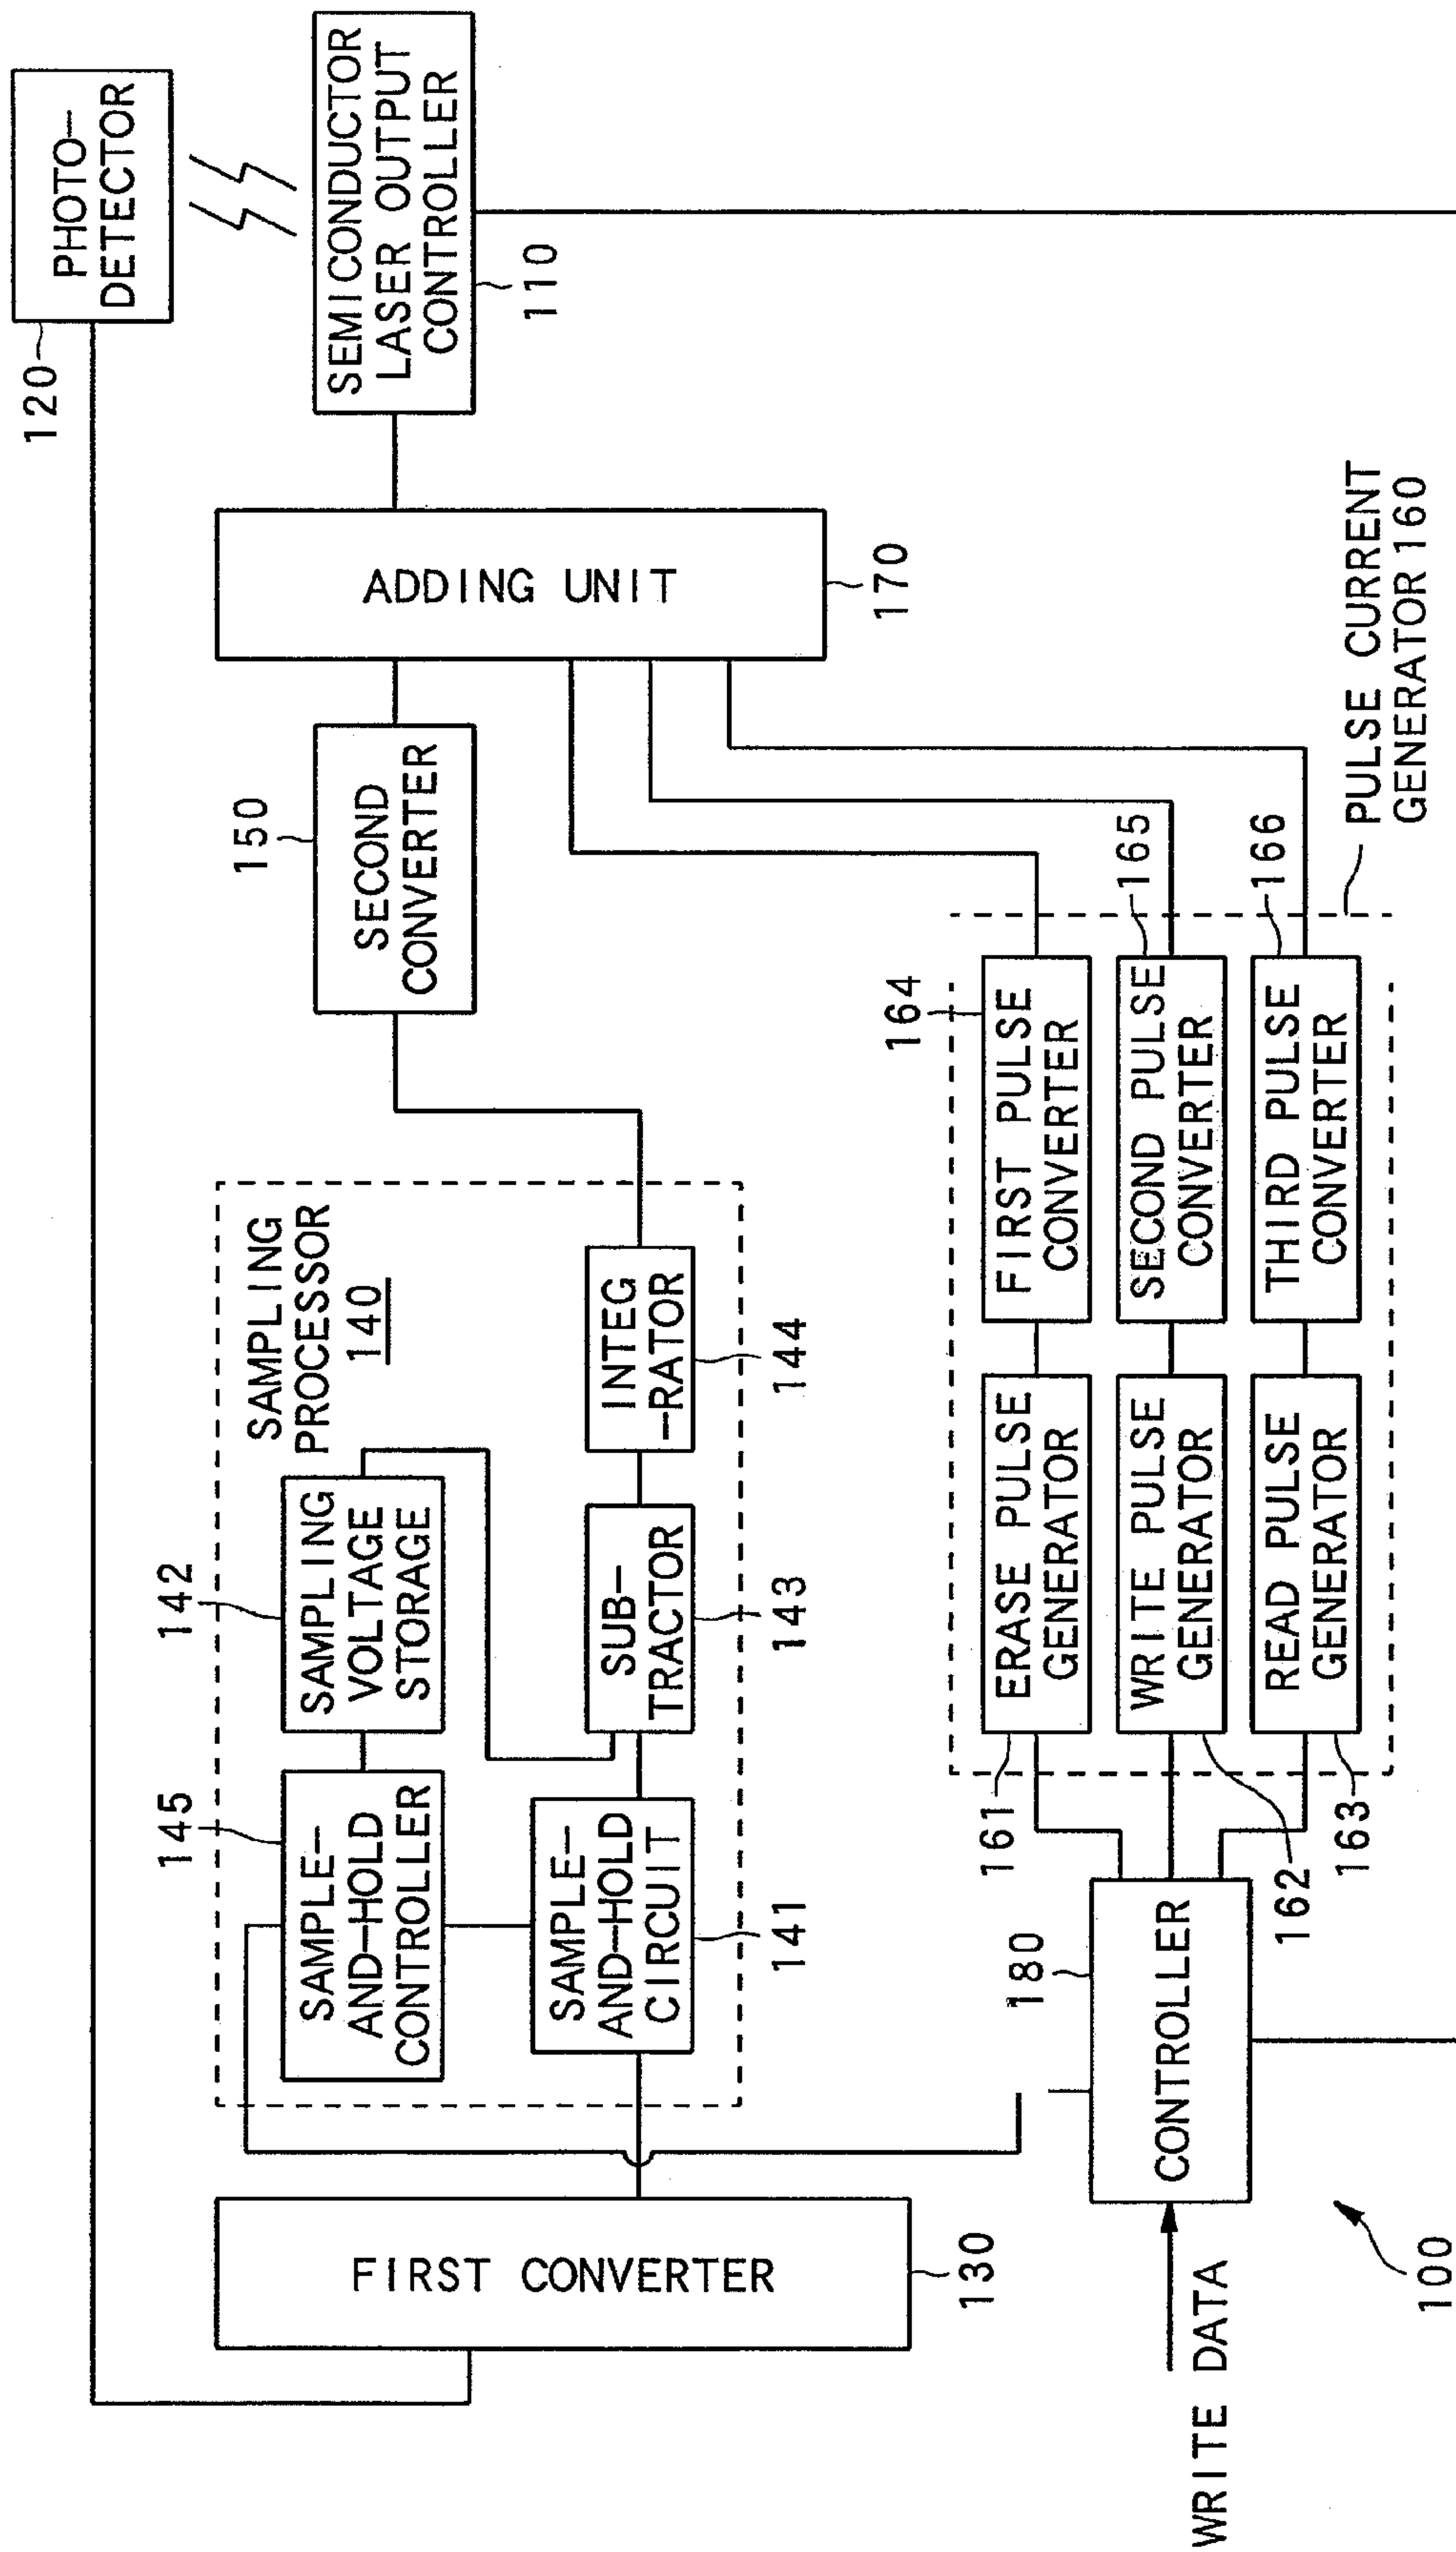 PHOTO-
DETECTOR
120
SEMICONDUCTOR
LASER OUTPUT
CONTROLLER
110
ADDING UNIT
170
SECOND
CONVERTER
150
SAMPLING
PROCESSOR
140
INTEG
-RATOR
144
SAMPLING
VOLTAGE
STORAGE
142
SUB-
TRACTOR
143
SAMPLE-
AND-HOLD
CONTROLLER
145
SAMPLE-
AND-HOLD
CIRCUIT
141
FIRST CONVERTER
130
PULSE CURRENT
GENERATOR 160
FIRST PULSE
CONVERTER
164
SECOND PULSE
CONVERTER
165
THIRD PULSE
CONVERTER
166
ERASE PULSE
GENERATOR
161
WRITE PULSE
GENERATOR
162
READ PULSE
GENERATOR
163
CONTROLLER
180
WRITE DATA
100